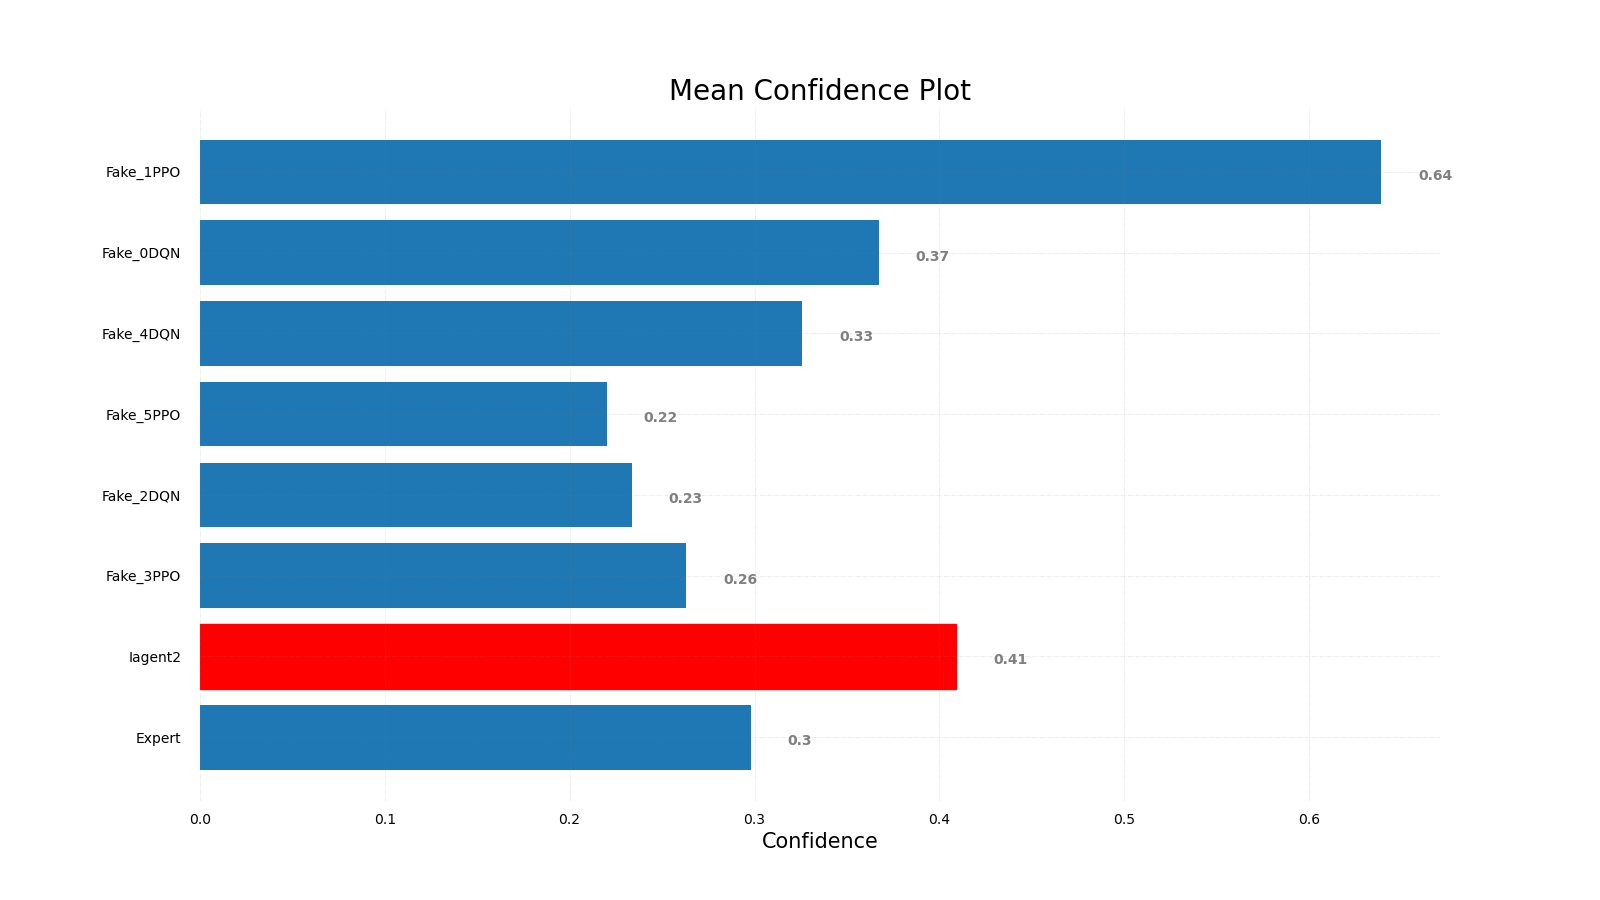 Mean Confidence Plot
Fake_1PPO 0.64
Fake_0DQN 0.37
Fake_4DQN 0.33
Fake_5PPO 0.22
Fake_2DQN 0.23
Fake_3PPO 0.26
Iagent2 0.41
Expert 0.3
0.0 0.1 0.2 0.3 0.4 0.5 0.6
Confidence